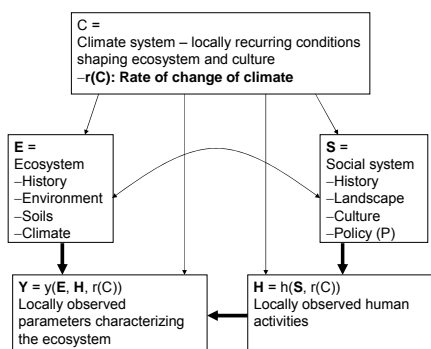 C =
Climate system – locally recurring conditions
shaping ecosystem and culture
–r(C): Rate of change of climate
E =
Ecosystem
–History
–Environment
–Soils
–Climate
S =
Social system
–History
–Landscape
–Culture
–Policy (P)
Y = y(E, H, r(C))
Locally observed
parameters characterizing
the ecosystem
H = h(S, r(C))
Locally observed human
activities